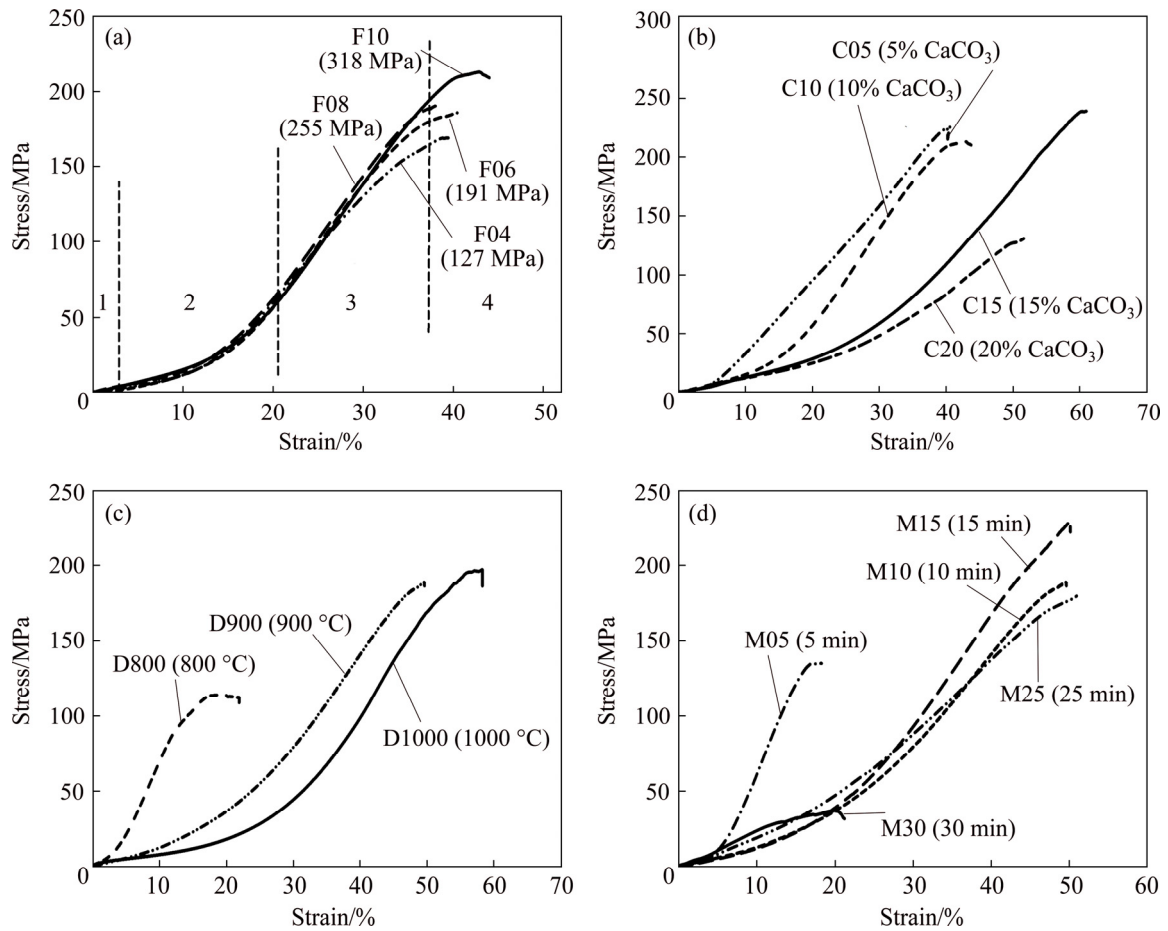 250
200
150
100
50
0
10
20
30
40
50
Stress/MPa
Strain/%
(a)
F10
(318 MPa)
F08
(255 MPa)
F06
(191 MPa)
F04
(127 MPa)
1
2
3
4
300
250
200
150
100
50
0
10
20
30
40
50
60
70
Stress/MPa
Strain/%
(b)
C05 (5% CaCO₃)
C10 (10% CaCO₃)
C15 (15% CaCO₃)
C20 (20% CaCO₃)
250
200
150
100
50
0
10
20
30
40
50
60
70
Stress/MPa
Strain/%
(c)
D900 (900 °C)
D800 (800 °C)
D1000 (1000 °C)
250
200
150
100
50
0
10
20
30
40
50
60
Stress/MPa
Strain/%
(d)
M15 (15 min)
M10 (10 min)
M05 (5 min)
M25 (25 min)
M30 (30 min)